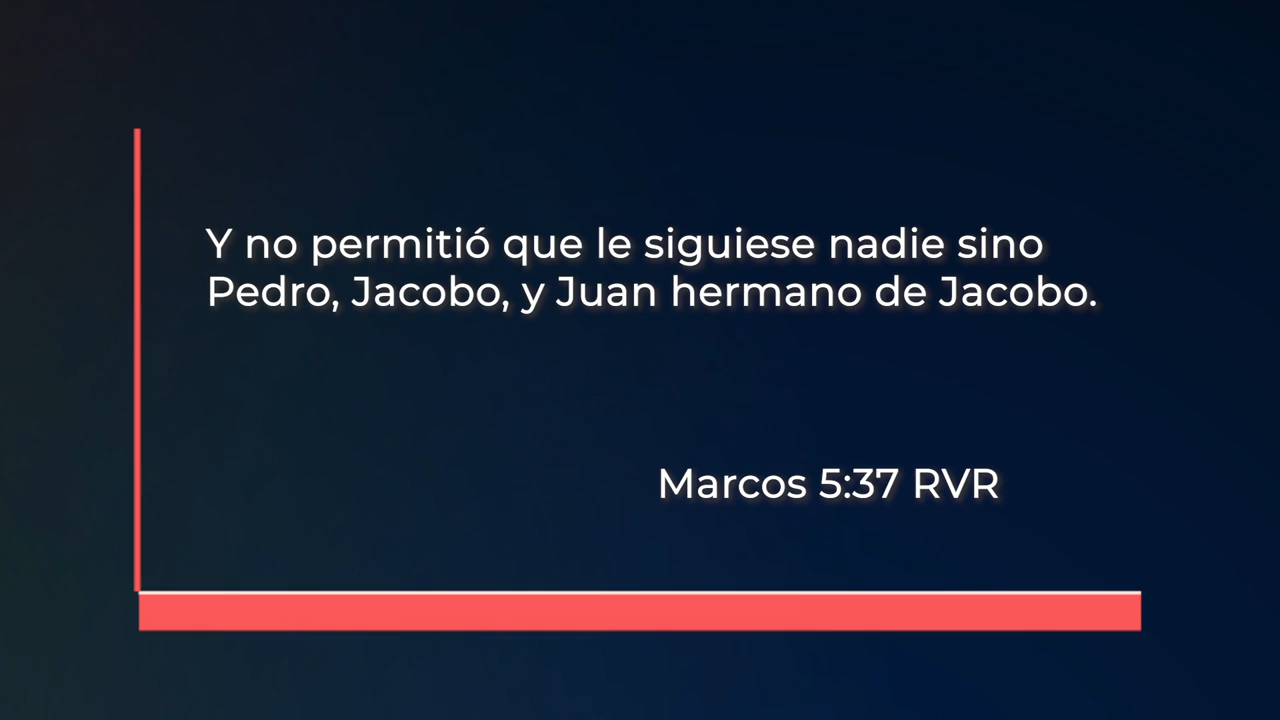 Y no permitió que le siguiese nadie sino
Pedro, Jacobo, y Juan hermano de Jacobo.
Marcos 5:37 RVR